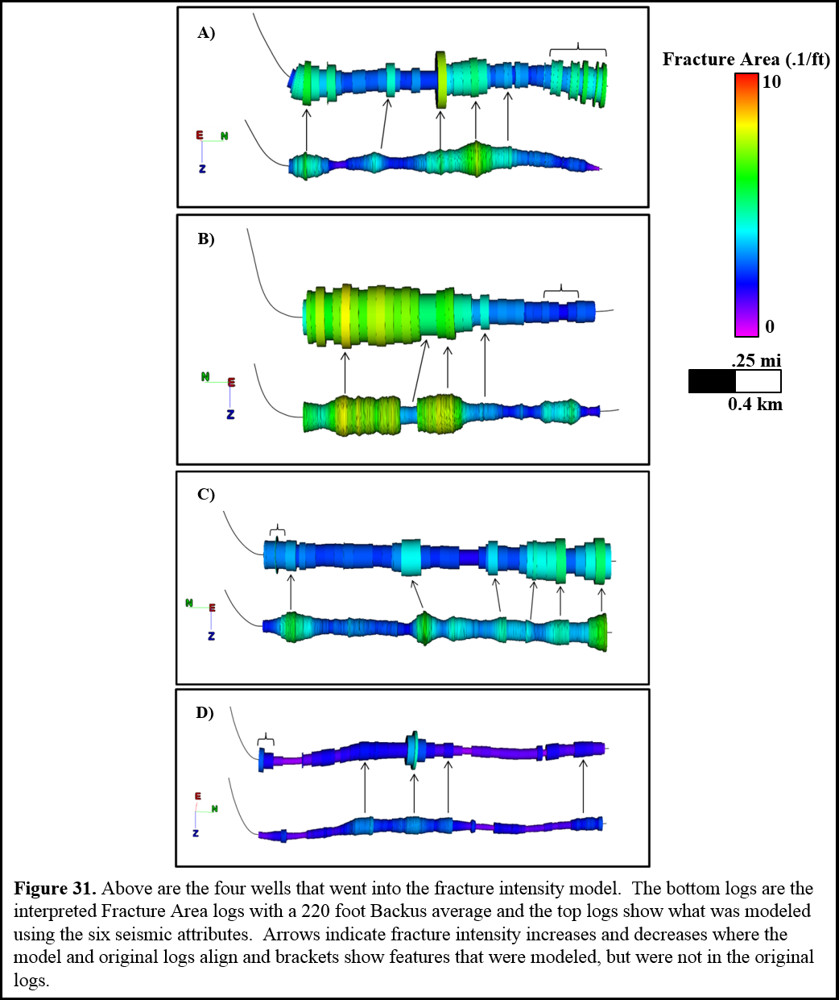 A)
E N
Z
Fracture Area (.1/ft)
10
0
.25 mi
0.4 km
B)
N E
Z
C)
N E
Z
D)
E
N
Z
Figure 31. Above are the four wells that went into the fracture intensity model.  The bottom logs are the
interpreted Fracture Area logs with a 220 foot Backus average and the top logs show what was modeled
using the six seismic attributes.  Arrows indicate fracture intensity increases and decreases where the
model and original logs align and brackets show features that were modeled, but were not in the original
logs.